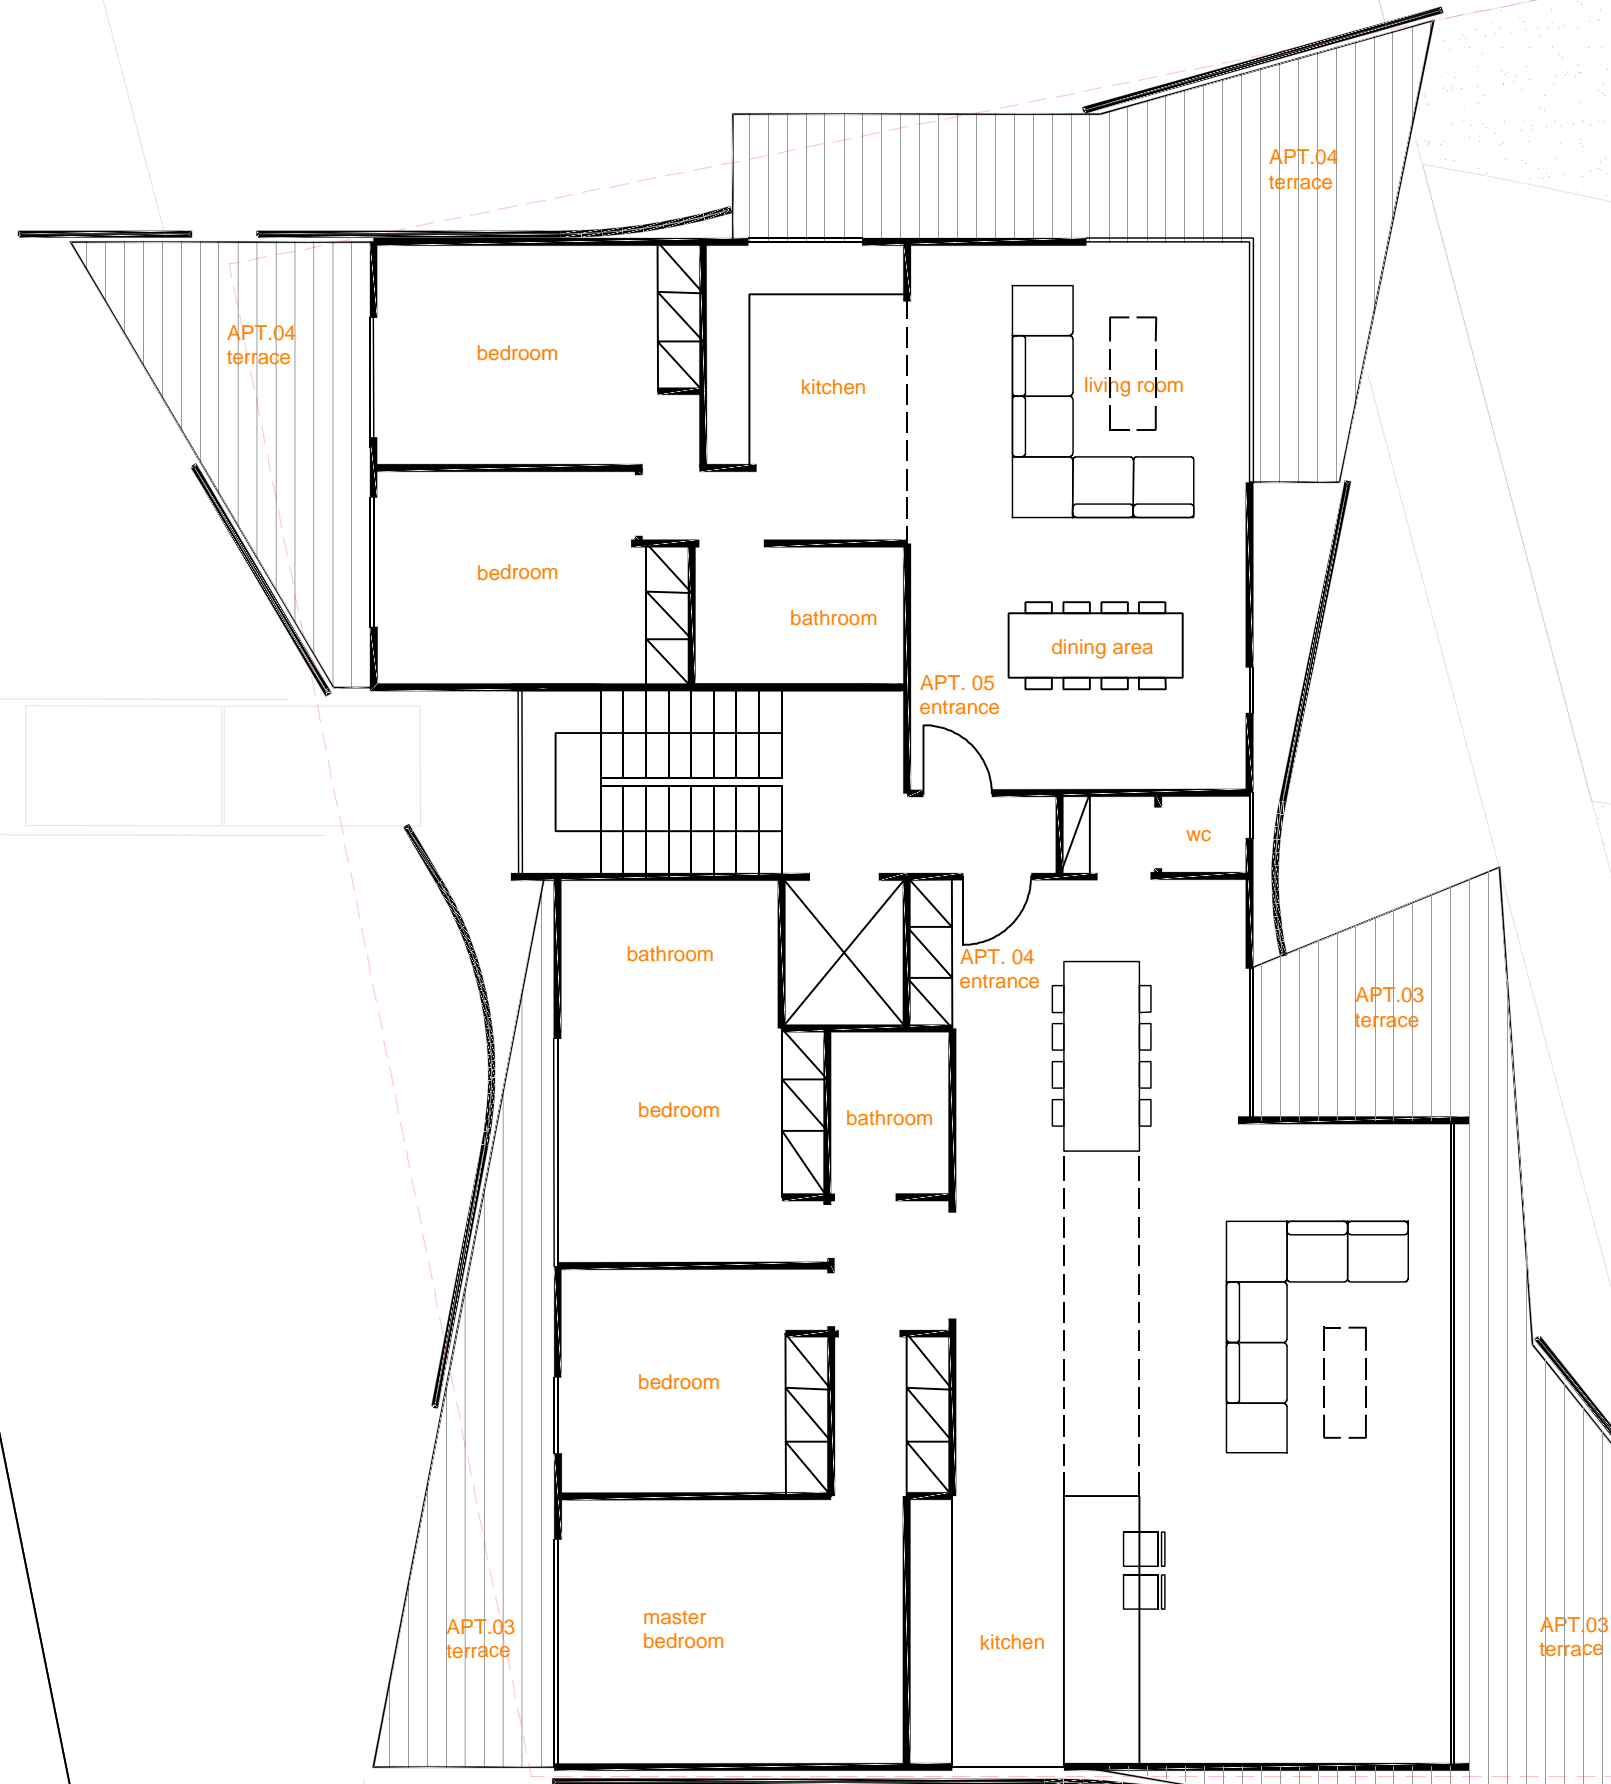 APT.04
terrace
APT.04
terrace
bedroom
kitchen
living room
bedroom
bathroom
dining area
APT. 05
entrance
wc
bathroom
APT. 04
entrance
APT.03
terrace
bedroom
bathroom
bedroom
master
bedroom
kitchen
APT.03
terrace
APT.03
terrace